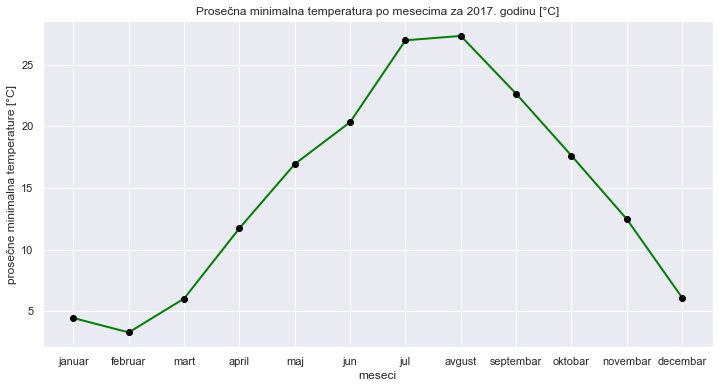 Prosečna minimalna temperatura po mesecima za 2017. godinu [°C]
prosečne minimalna temperature [°C]
25
20
15
10
5
januar februar mart april maj jun jul avgust septembar oktobar novembar decembar
meseci